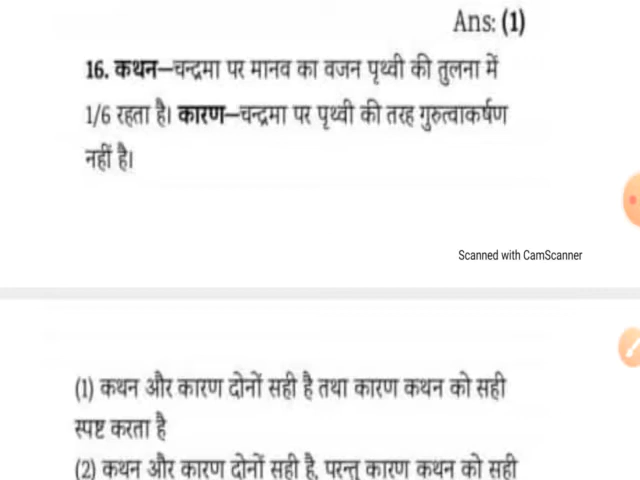 Ans: (1)
16. कथन–चन्द्रमा पर मानव का वजन पृथ्वी की तुलना में
1/6 रहता है। कारण–चन्द्रमा पर पृथ्वी की तरह गुरुत्वाकर्षण
नहीं है।
Scanned with CamScanner
(1) कथन और कारण दोनों सही है तथा कारण कथन को सही
स्पष्ट करता है
(2) कथन और कारण दोनों सही है, परन्तु कारण कथन को सही